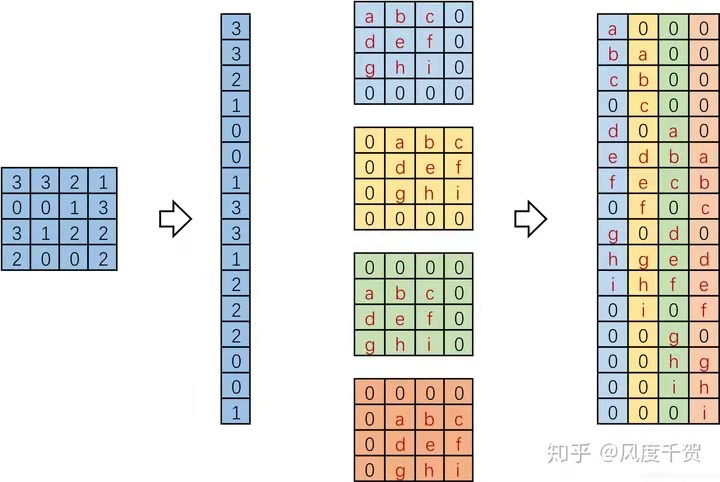 3 3 2 1
0 0 1 3
3 1 2 2
2 0 0 2
3
3
2
1
0
0
1
3
3
1
2
2
2
0
0
1
a b c 0
d e f 0
g h i 0
0 0 0 0
0 a b c
0 d e f
0 g h i
0 0 0 0
0 0 0 0
a b c 0
d e f 0
g h i 0
0 0 0 0
0 a b c
0 d e f
0 g h i
a 0 0 0
b a 0 0
c b 0 0
0 c 0 0
d 0 a 0
e d b a
f e c b
0 f 0 c
g 0 d 0
h g e d
i h f e
0 i 0 f
0 0 g 0
0 0 h g
0 0 i h
0 0 0 i
知乎 @风度千贺